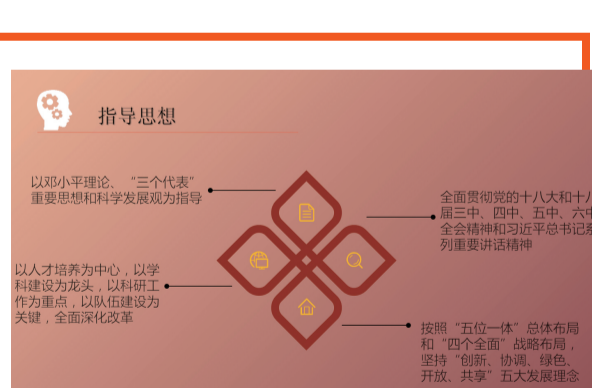 指导思想
以邓小平理论、“三个代表”
重要思想和科学发展观为指导
全面贯彻党的十八大和十八
届三中、四中、五中、六中
全会精神和习近平总书记系
列重要讲话精神
以人才培养为中心，以学
科建设为龙头，以科研工
作为重点，以队伍建设为
关键，全面深化改革
按照“五位一体”总体布局
和“四个全面”战略布局，
坚持“创新、协调、绿色、
开放、共享”五大发展理念